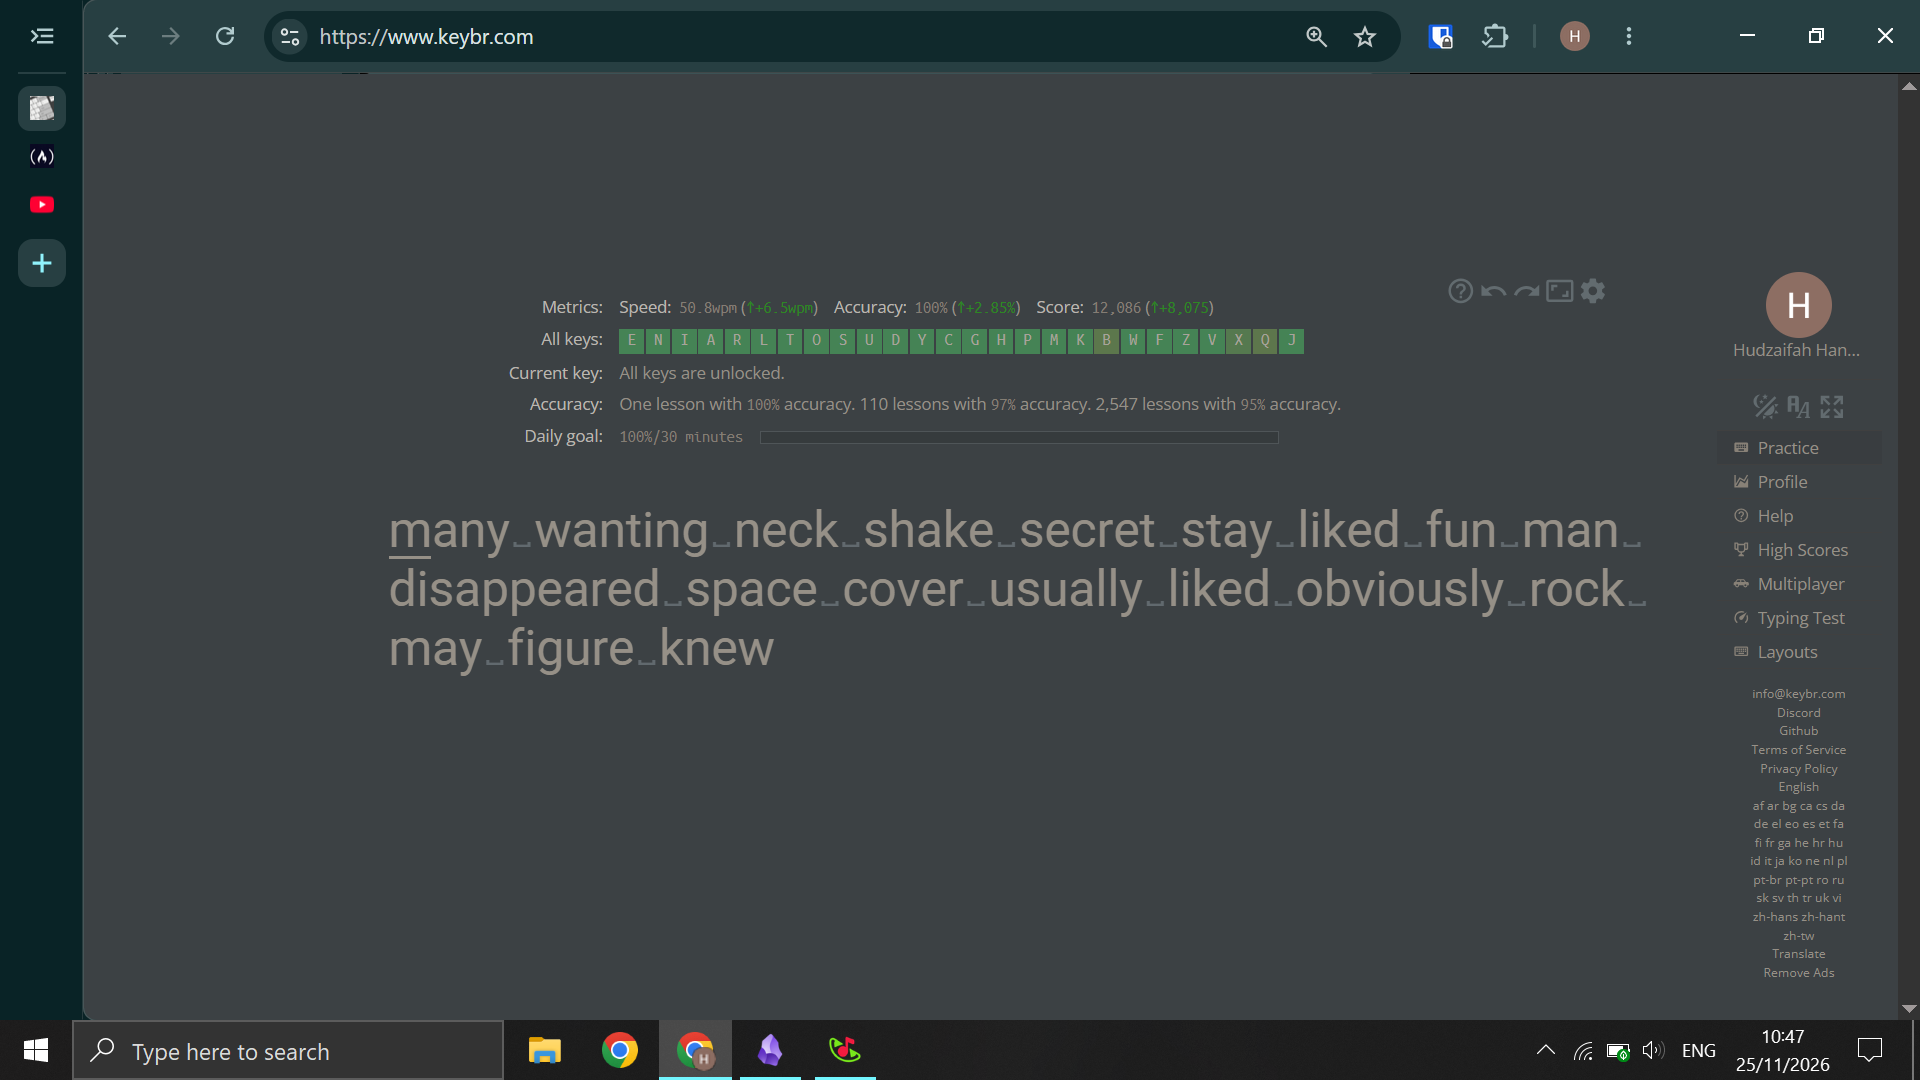 https://www.keybr.com
H
Metrics: Speed: 50.8wpm (↑+6.5wpm) Accuracy: 100% (↑+2.85%) Score: 12,086 (↑+8,075)
All keys: E N I A R L T O S U D Y C G H P M K B W F Z V X Q J
Current key: All keys are unlocked.
Accuracy: One lesson with 100% accuracy. 110 lessons with 97% accuracy. 2,547 lessons with 95% accuracy.
Daily goal: 100%/30 minutes
many␣wanting␣neck␣shake␣secret␣stay␣liked␣fun␣man␣
disappeared␣space␣cover␣usually␣liked␣obviously␣rock␣
may␣figure␣knew
H
Hudzaifah Han...
Practice
Profile
Help
High Scores
Multiplayer
Typing Test
Layouts
info@keybr.com
Discord
Github
Terms of Service
Privacy Policy
English
af ar bg ca cs da
de el eo es et fa
fi fr ga he hr hu
id it ja ko ne nl pl
pt-br pt-pt ro ru
sk sv th tr uk vi
zh-hans zh-hant
zh-tw
Translate
Remove Ads
Type here to search
H
ENG
10:47
25/11/2026